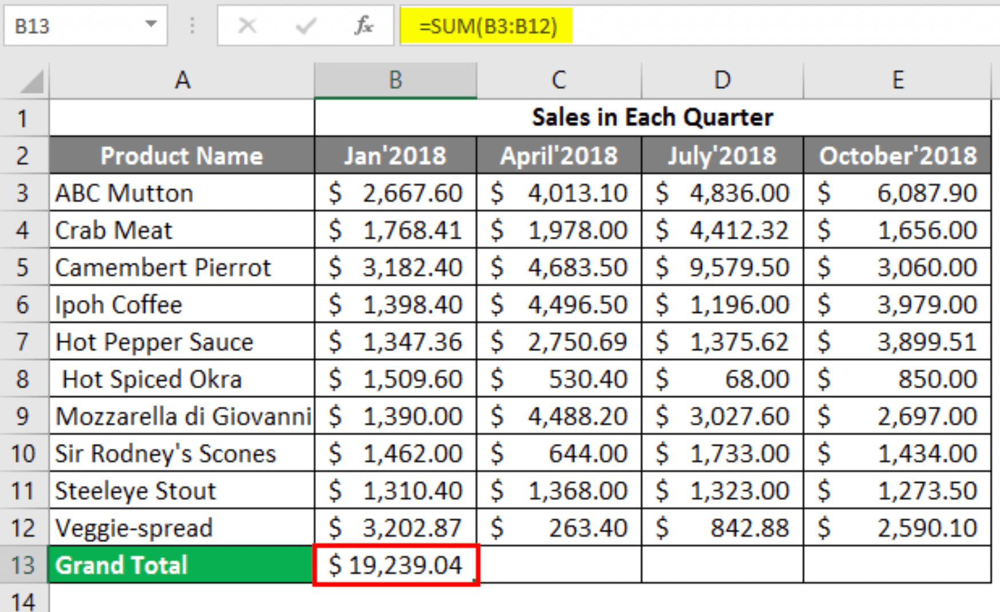 B13 fx =SUM(B3:B12)
A B C D E
1 Sales in Each Quarter
2 Product Name Jan'2018 April'2018 July'2018 October'2018
3 ABC Mutton $ 2,667.60 $ 4,013.10 $ 4,836.00 $ 6,087.90
4 Crab Meat $ 1,768.41 $ 1,978.00 $ 4,412.32 $ 1,656.00
5 Camembert Pierrot $ 3,182.40 $ 4,683.50 $ 9,579.50 $ 3,060.00
6 Ipoh Coffee $ 1,398.40 $ 4,496.50 $ 1,196.00 $ 3,979.00
7 Hot Pepper Sauce $ 1,347.36 $ 2,750.69 $ 1,375.62 $ 3,899.51
8 Hot Spiced Okra $ 1,509.60 $ 530.40 $ 68.00 $ 850.00
9 Mozzarella di Giovanni $ 1,390.00 $ 4,488.20 $ 3,027.60 $ 2,697.00
10 Sir Rodney's Scones $ 1,462.00 $ 644.00 $ 1,733.00 $ 1,434.00
11 Steeleye Stout $ 1,310.40 $ 1,368.00 $ 1,323.00 $ 1,273.50
12 Veggie-spread $ 3,202.87 $ 263.40 $ 842.88 $ 2,590.10
13 Grand Total $ 19,239.04
14